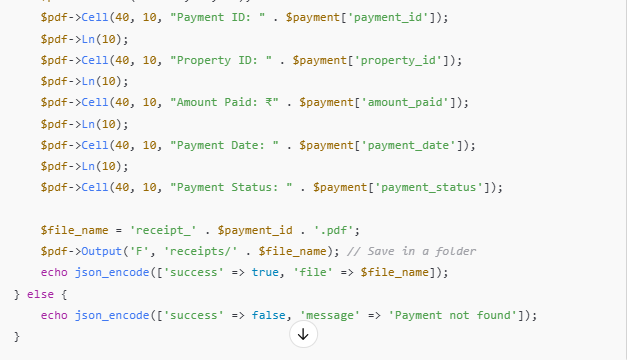 $pdf->Cell(40, 10, "Payment ID: " . $payment['payment_id']);
$pdf->Ln(10);
$pdf->Cell(40, 10, "Property ID: " . $payment['property_id']);
$pdf->Ln(10);
$pdf->Cell(40, 10, "Amount Paid: ₹" . $payment['amount_paid']);
$pdf->Ln(10);
$pdf->Cell(40, 10, "Payment Date: " . $payment['payment_date']);
$pdf->Ln(10);
$pdf->Cell(40, 10, "Payment Status: " . $payment['payment_status']);
$file_name = 'receipt_' . $payment_id . '.pdf';
$pdf->Output('F', 'receipts/' . $file_name); // Save in a folder
echo json_encode(['success' => true, 'file' => $file_name]);
} else {
echo json_encode(['success' => false, 'message' => 'Payment not found']);
}